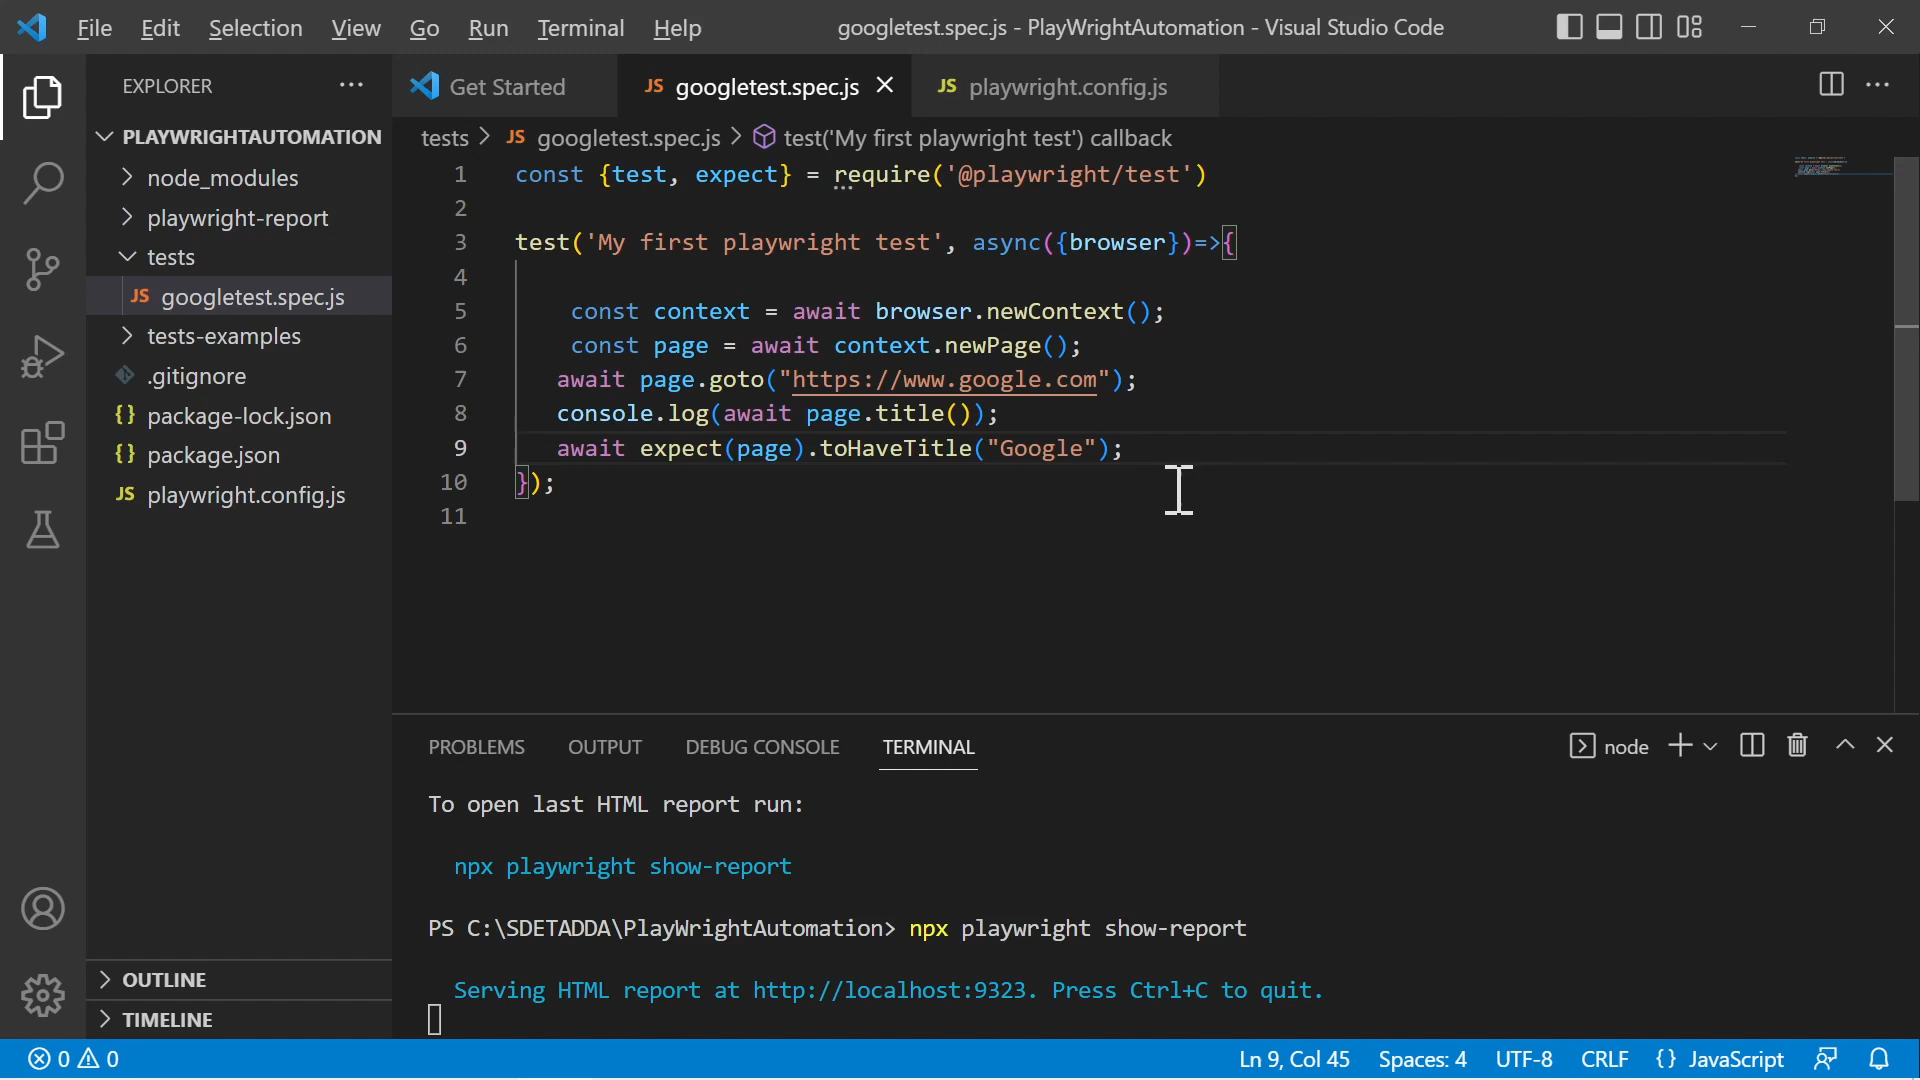 File Edit Selection View Go Run Terminal Help googletest.spec.js - PlayWrightAutomation - Visual Studio Code
EXPLORER ···
PLAYWRIGHTAUTOMATION
node_modules
playwright-report
tests
JS googletest.spec.js
tests-examples
.gitignore
{} package-lock.json
{} package.json
JS playwright.config.js
OUTLINE
TIMELINE
Get Started JS googletest.spec.js JS playwright.config.js
tests > JS googletest.spec.js > test('My first playwright test') callback
1 const {test, expect} = require('@playwright/test')
2
3 test('My first playwright test', async({browser})=>{
4
5 const context = await browser.newContext();
6 const page = await context.newPage();
7 await page.goto("https://www.google.com");
8 console.log(await page.title());
9 await expect(page).toHaveTitle("Google");
10 });
11
PROBLEMS OUTPUT DEBUG CONSOLE TERMINAL node
To open last HTML report run:
npx playwright show-report
PS C:\SDETADDA\PlayWrightAutomation> npx playwright show-report
Serving HTML report at http://localhost:9323. Press Ctrl+C to quit.
0 0 Ln 9, Col 45 Spaces: 4 UTF-8 CRLF {} JavaScript